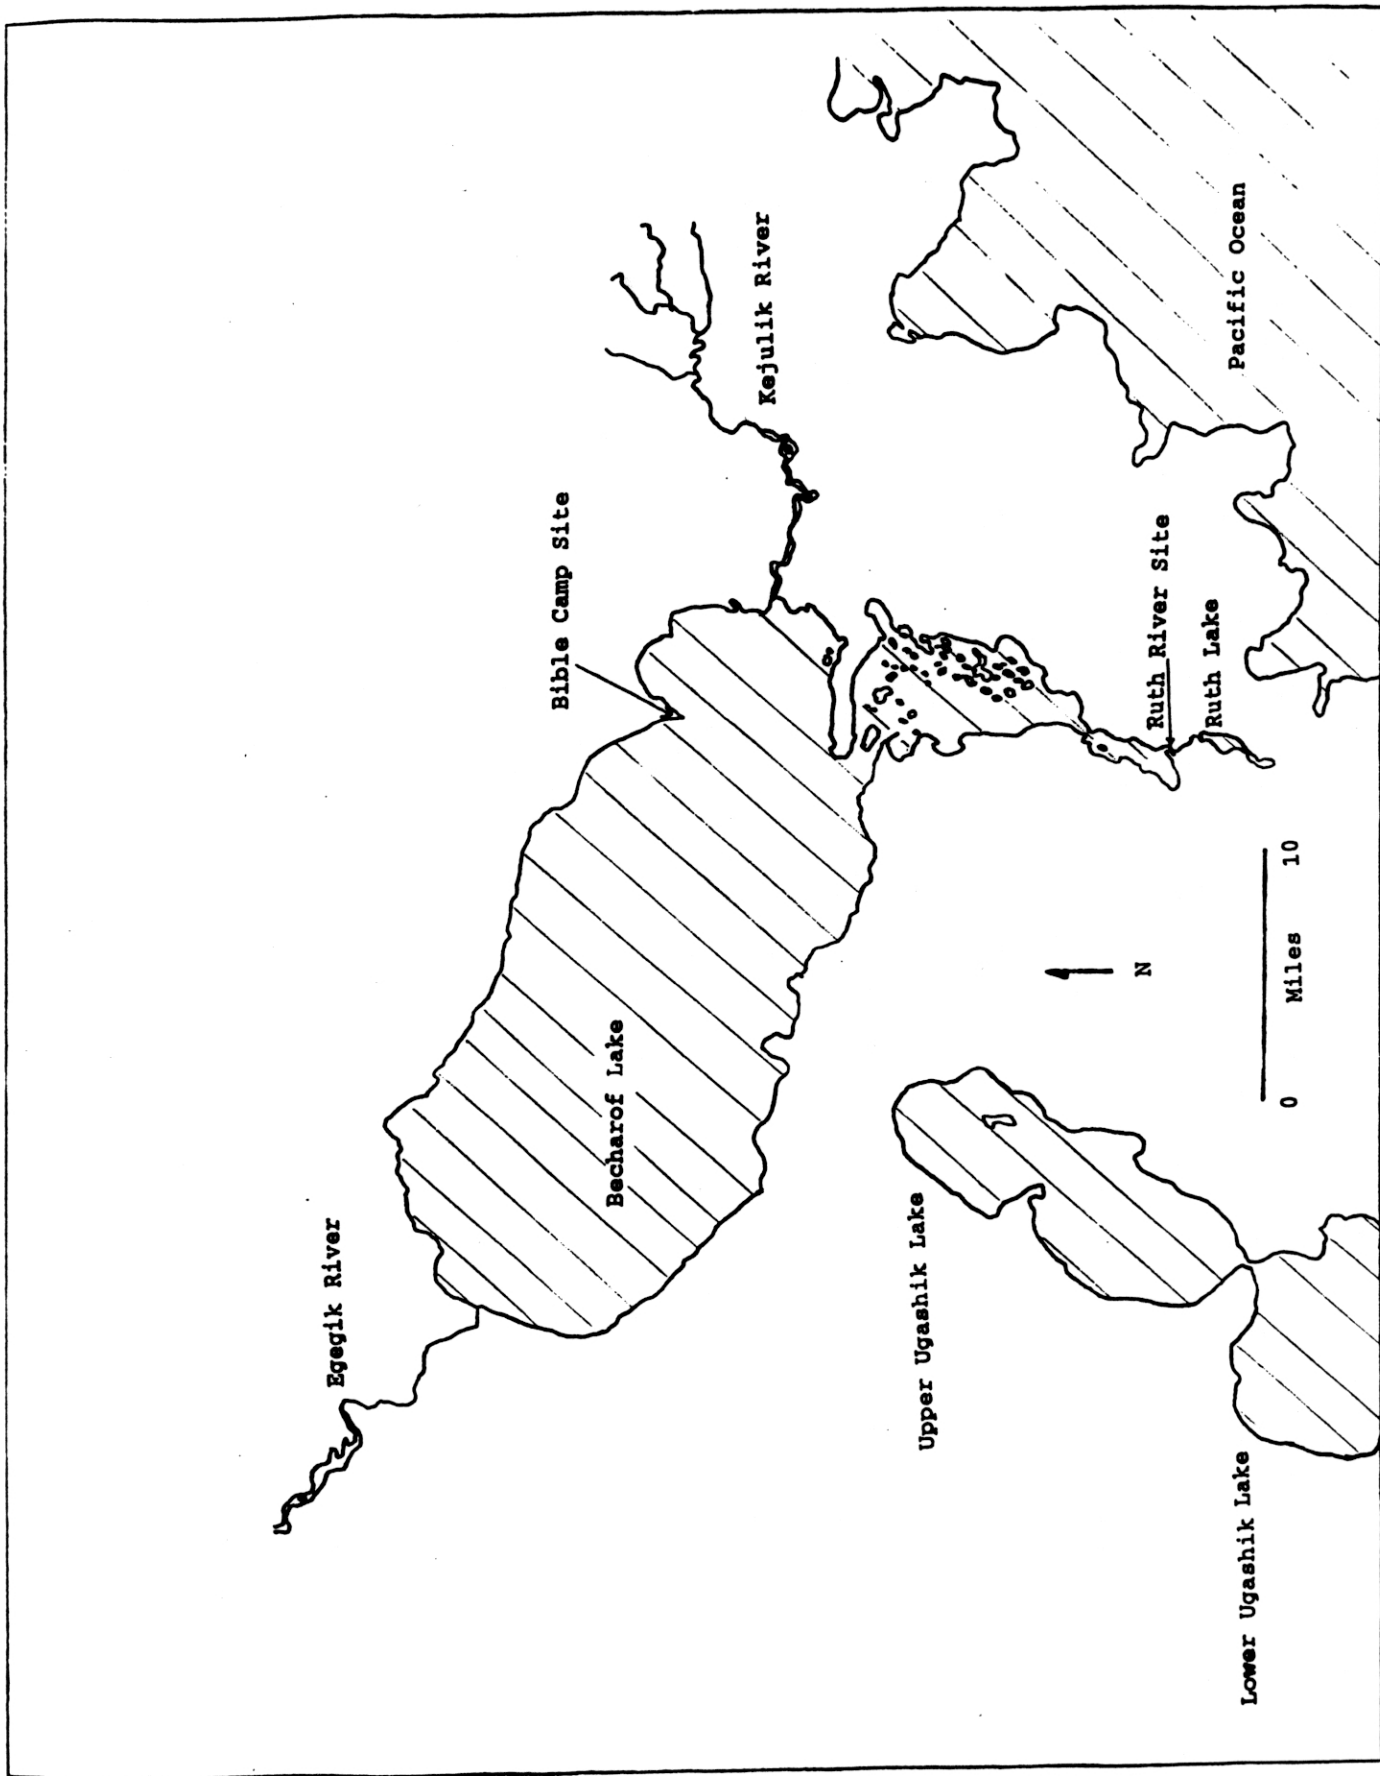 Egegik River
Becharof Lake
Bible Camp Site
Kejulik River
Upper Ugashik Lake
Lower Ugashik Lake
N
0 Miles 10
Ruth River Site
Ruth Lake
Pacific Ocean